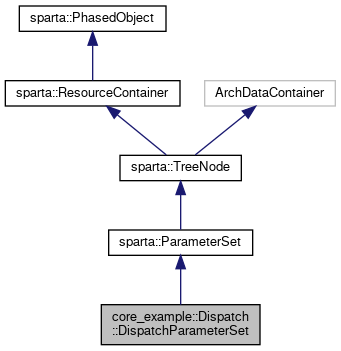 sparta::PhasedObject
sparta::ResourceContainer
ArchDataContainer
sparta::TreeNode
sparta::ParameterSet
core_example::Dispatch
::DispatchParameterSet